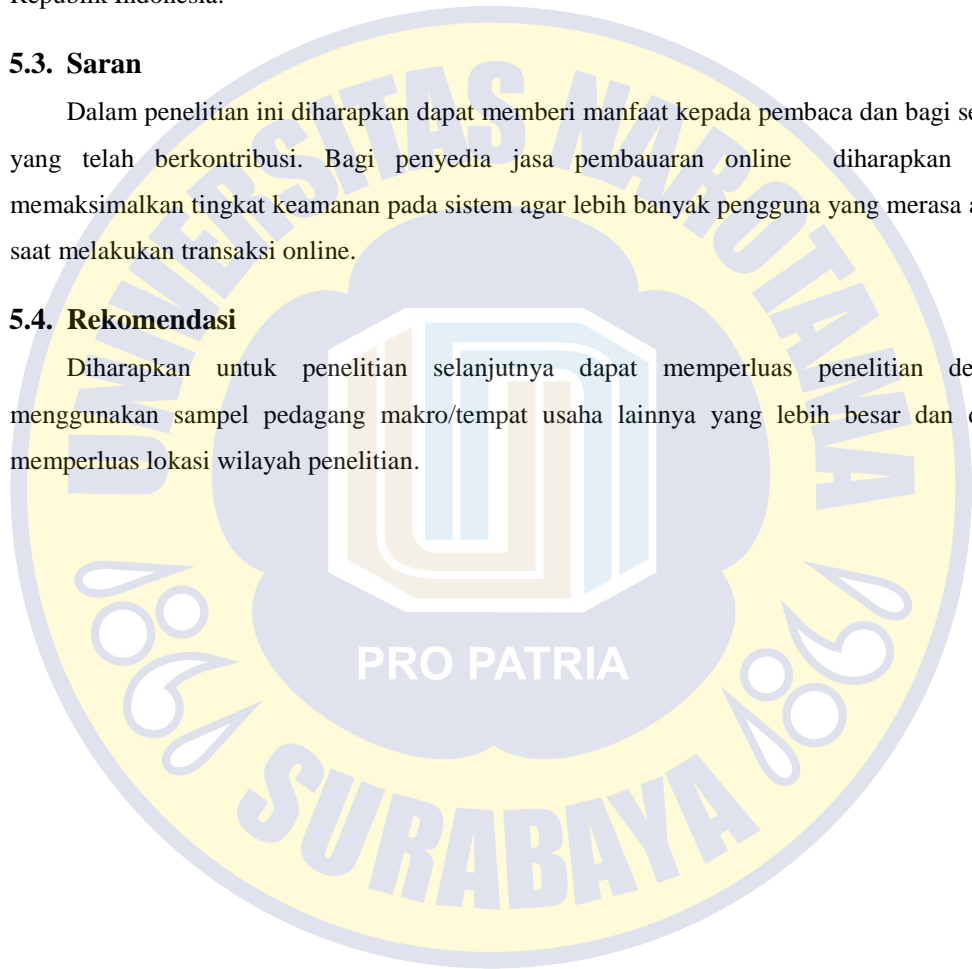 Republik Indonesia.
5.3. Saran
Dalam penelitian ini diharapkan dapat memberi manfaat kepada pembaca dan bagi
yang telah berkontribusi. Bagi penyedia jasa pembauaran online diharapkan
memaksimalkan tingkat keamanan pada sistem agar lebih banyak pengguna yang merasa
saat melakukan transaksi online.
5.4. Rekomendasi
Diharapkan untuk penelitian selanjutnya dapat memperluas penelitian
menggunakan sampel pedagang makro/tempat usaha lainnya yang lebih besar dan
memperluas lokasi wilayah penelitian.
UNIVERSITAS NAROTAMA
PRO PATRIA
SURABAYA